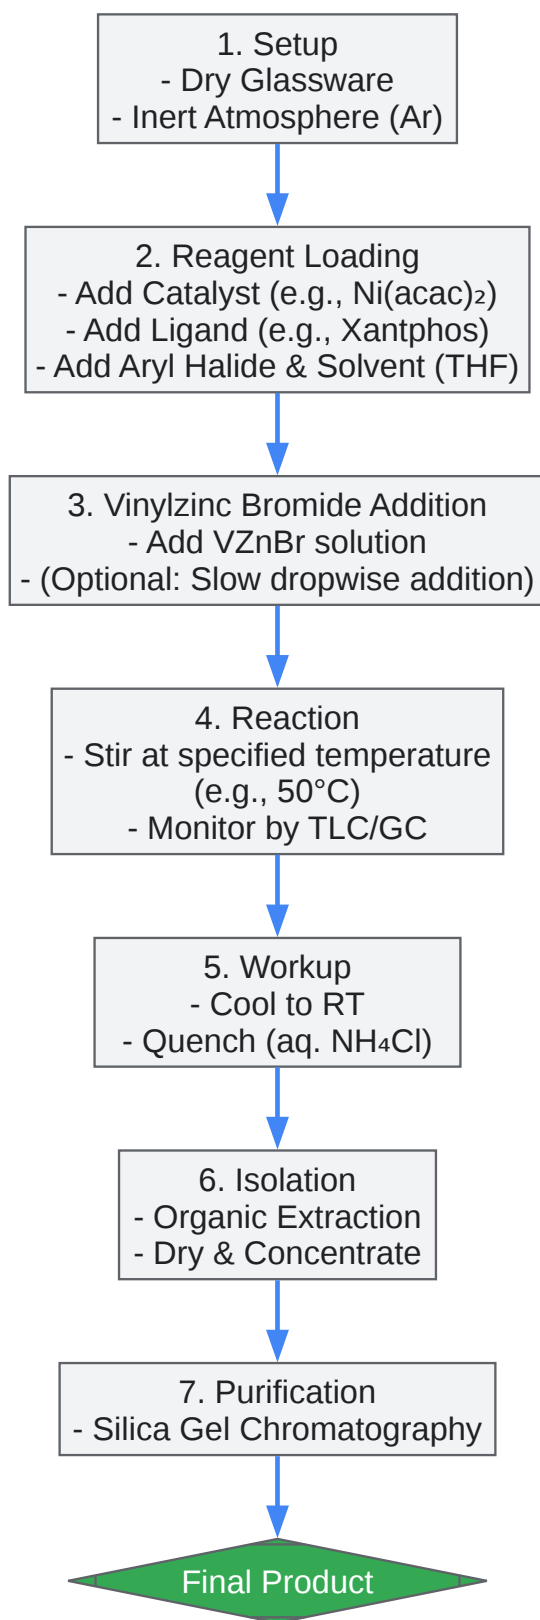 1. Setup
- Dry Glassware
- Inert Atmosphere (Ar)
2. Reagent Loading
- Add Catalyst (e.g., Ni(acac)₂)
- Add Ligand (e.g., Xantphos)
- Add Aryl Halide & Solvent (THF)
3. Vinylzinc Bromide Addition
- Add VZnBr solution
- (Optional: Slow dropwise addition)
4. Reaction
- Stir at specified temperature
(e.g., 50°C)
- Monitor by TLC/GC
5. Workup
- Cool to RT
- Quench (aq. NH₄Cl)
6. Isolation
- Organic Extraction
- Dry & Concentrate
7. Purification
- Silica Gel Chromatography
Final Product